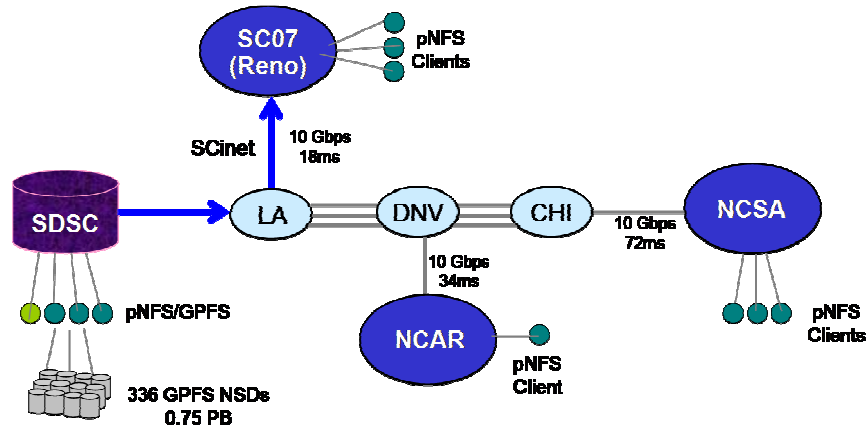 SC07
(Reno)
pNFS
Clients
SCinet
10 Gbps
18ms
SDSC
LA
DNV
CHI
10 Gbps
72ms
NCSA
10 Gbps
34ms
pNFS/GPFS
NCAR
pNFS
Client
pNFS
Clients
336 GPFS NSDs
0.75 PB